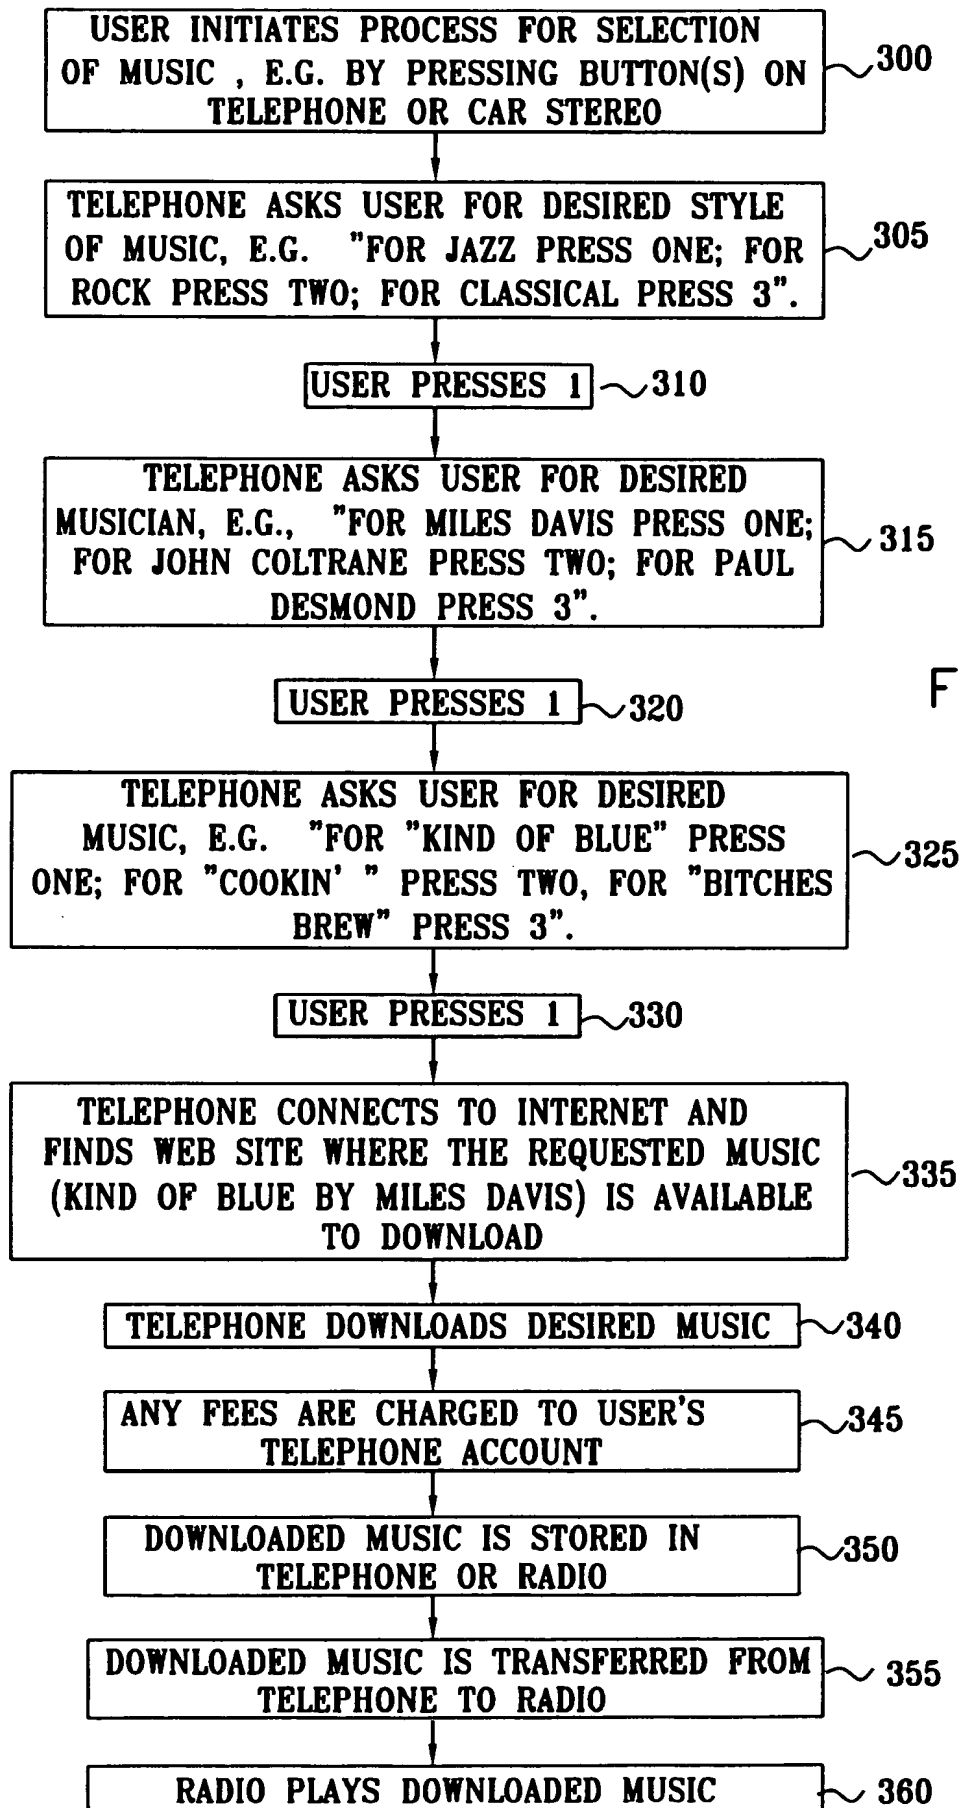 USER INITIATES PROCESS FOR SELECTION
OF MUSIC , E.G. BY PRESSING BUTTON(S) ON
TELEPHONE OR CAR STEREO
300
TELEPHONE ASKS USER FOR DESIRED STYLE
OF MUSIC, E.G. "FOR JAZZ PRESS ONE; FOR
ROCK PRESS TWO; FOR CLASSICAL PRESS 3".
305
USER PRESSES 1
310
TELEPHONE ASKS USER FOR DESIRED
MUSICIAN, E.G., "FOR MILES DAVIS PRESS ONE;
FOR JOHN COLTRANE PRESS TWO; FOR PAUL
DESMOND PRESS 3".
315
F
USER PRESSES 1
320
TELEPHONE ASKS USER FOR DESIRED
MUSIC, E.G. "FOR "KIND OF BLUE" PRESS
ONE; FOR "COOKIN' " PRESS TWO, FOR "BITCHES
BREW" PRESS 3".
325
USER PRESSES 1
330
TELEPHONE CONNECTS TO INTERNET AND
FINDS WEB SITE WHERE THE REQUESTED MUSIC
(KIND OF BLUE BY MILES DAVIS) IS AVAILABLE
TO DOWNLOAD
335
TELEPHONE DOWNLOADS DESIRED MUSIC
340
ANY FEES ARE CHARGED TO USER'S
TELEPHONE ACCOUNT
345
DOWNLOADED MUSIC IS STORED IN
TELEPHONE OR RADIO
350
DOWNLOADED MUSIC IS TRANSFERRED FROM
TELEPHONE TO RADIO
355
RADIO PLAYS DOWNLOADED MUSIC
360